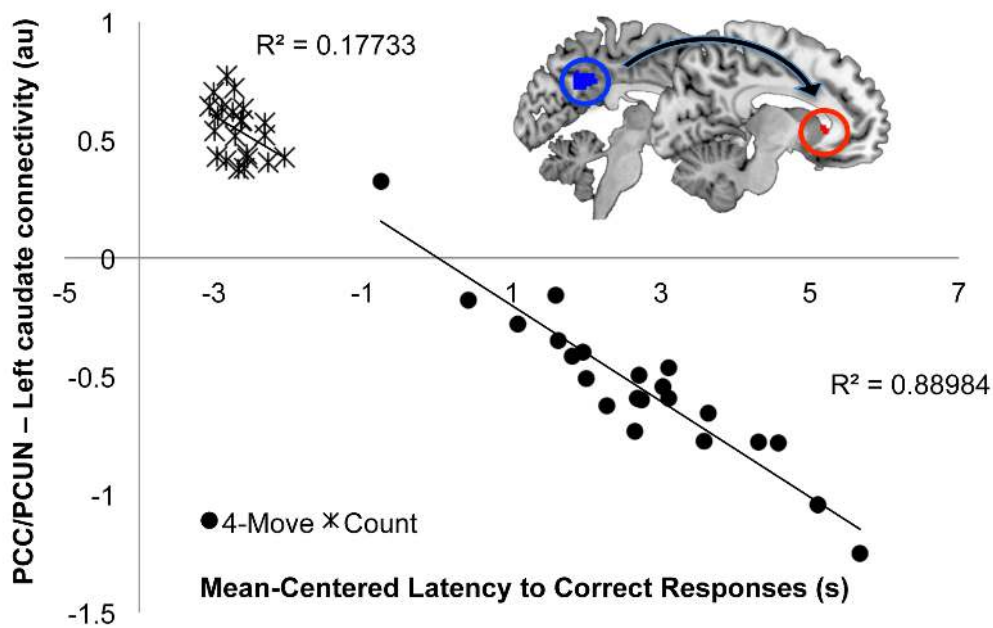 1
R² = 0.17733
0.5
0
-5
-3
-1
1
3
5
7
-0.5
R² = 0.88984
-1
4-Move Count
Mean-Centered Latency to Correct Responses (s)
-1.5
PCC/PCUN – Left caudate connectivity (au)